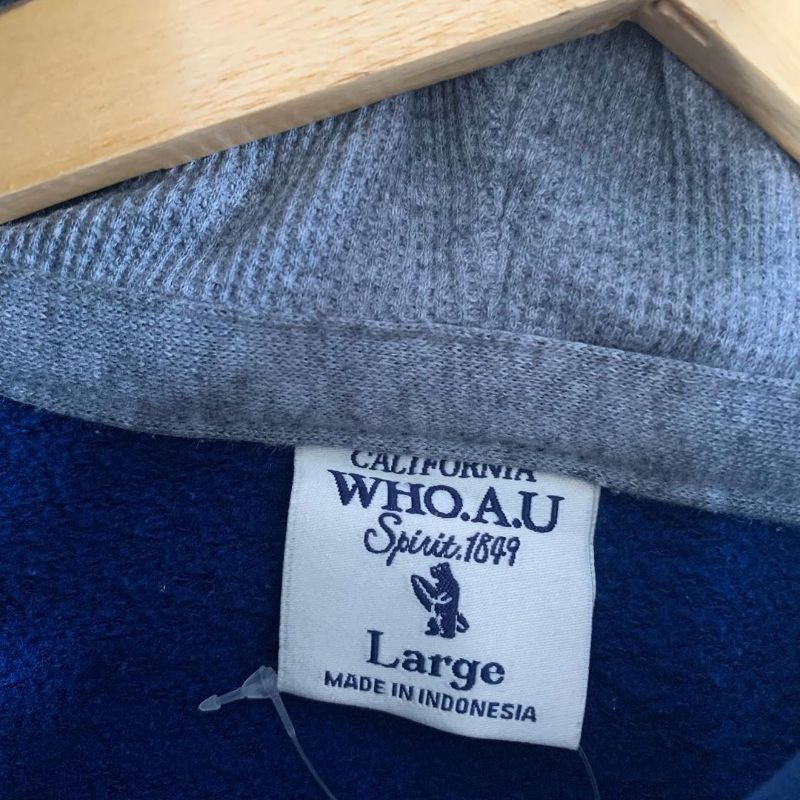 CALIFORNIA
WHO.A.U
Spirit.1849
Large
MADE IN INDONESIA